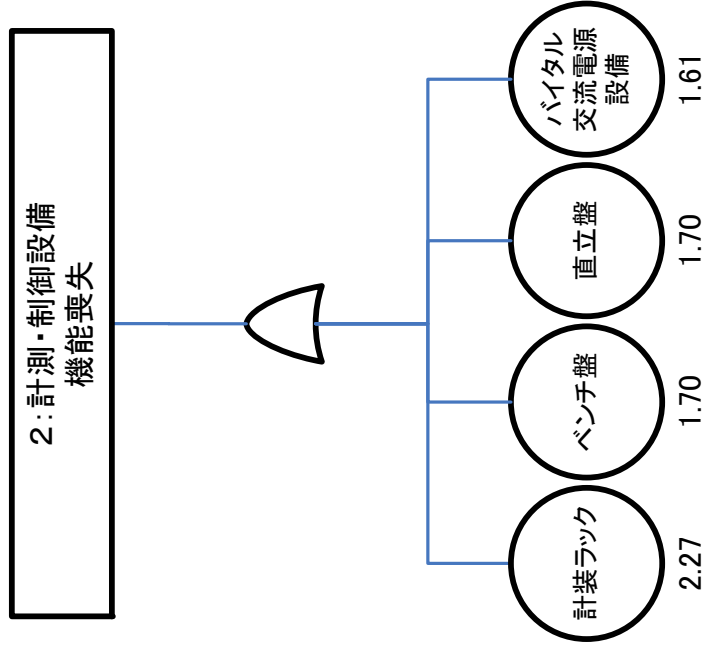 ２：計測・制御設備
機能喪失
計装ラック
ベンチ盤
直立盤
バイタル
交流電源
設備
2.27
1.70
1.70
1.61